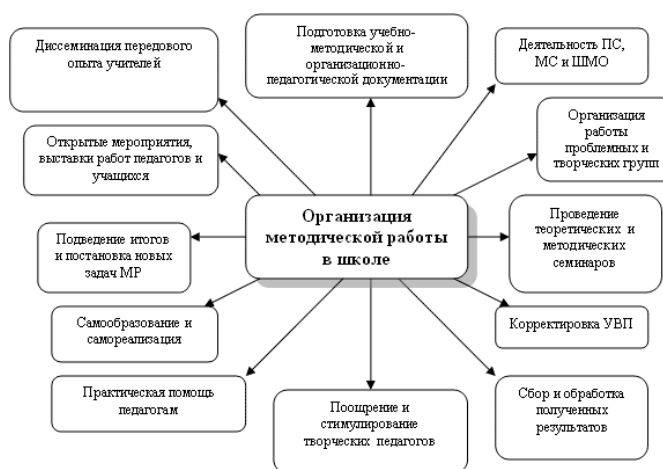 Диссеминация передового
опыта учителей
Подготовка учебно-
методической и
организационно-
педагогической документации
Деятельность ПС,
МС и ШМО
Открытые мероприятия,
выставки работ педагогов и
учащихся
Организация
работы
проблемных и
творческих групп
Организация
методической работы
в школе
Подведение итогов
и постановка новых
задач МР
Проведение
теоретических и
методических
семинаров
Самообразование и
самореализация
Корректировка УВП
Практическая помощь
педагогам
Поощрение и
стимулирование
творческих педагогов
Сбор и обработка
полученных
результатов